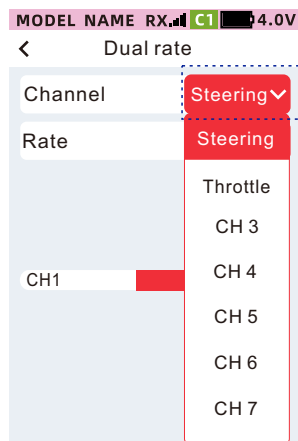 MODEL NAME RX C1 4.0V
Dual rate
Channel Steering
Rate Steering
Throttle
CH 3
CH 4
CH1
CH 5
CH 6
CH 7